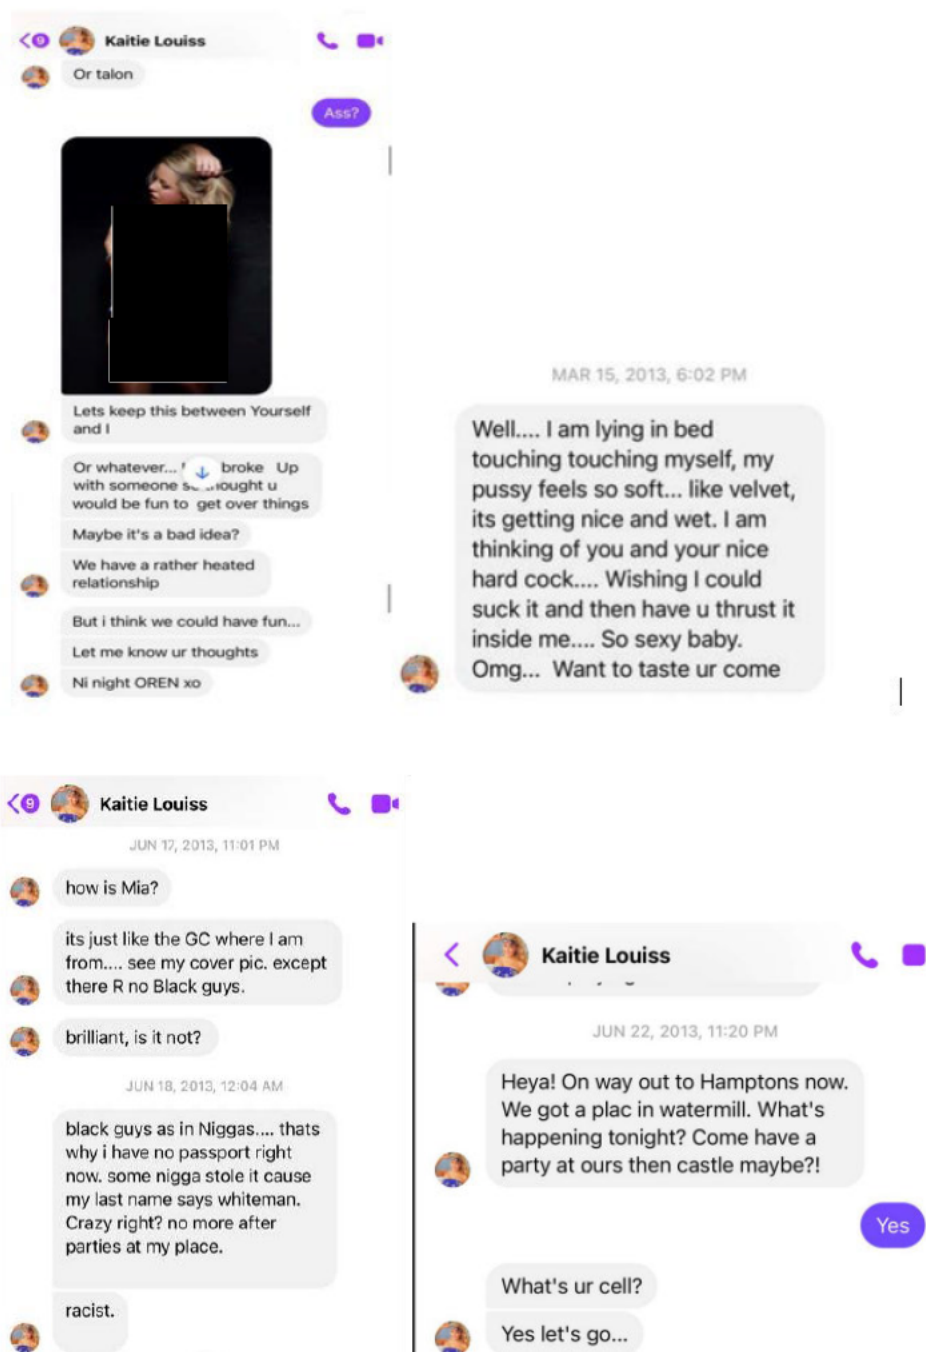 9
Kaitie Louiss
Or talon
Ass?
Lets keep this between Yourself
and I
Or whatever... broke Up
with someone u
would be fun to get over things
Maybe it's a bad idea?
We have a rather heated
relationship
But i think we could have fun...
Let me know ur thoughts
Ni night OREN xo
MAR 15, 2013, 6:02 PM
Well.... I am lying in bed
touching touching myself, my
pussy feels so soft... like velvet,
its getting nice and wet. I am
thinking of you and your nice
hard cock.... Wishing I could
suck it and then have u thrust it
inside me.... So sexy baby.
Omg... Want to taste ur come
9
Kaitie Louiss
JUN 17, 2013, 11:01 PM
how is Mia?
its just like the GC where I am
from.... see my cover pic. except
there R no Black guys.
brilliant, is it not?
JUN 18, 2013, 12:04 AM
black guys as in Niggas.... thats
why i have no passport right
now. some nigga stole it cause
my last name says whiteman.
Crazy right? no more after
parties at my place.
racist.
Kaitie Louiss
JUN 22, 2013, 11:20 PM
Heya! On way out to Hamptons now.
We got a plac in watermill. What's
happening tonight? Come have a
party at ours then castle maybe?!
Yes
What's ur cell?
Yes let's go...